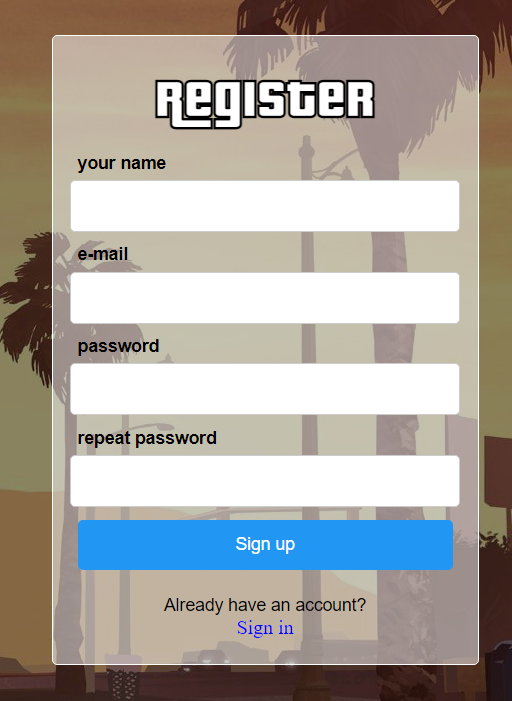 Register
your name
e-mail
password
repeat password
Sign up
Already have an account?
Sign in